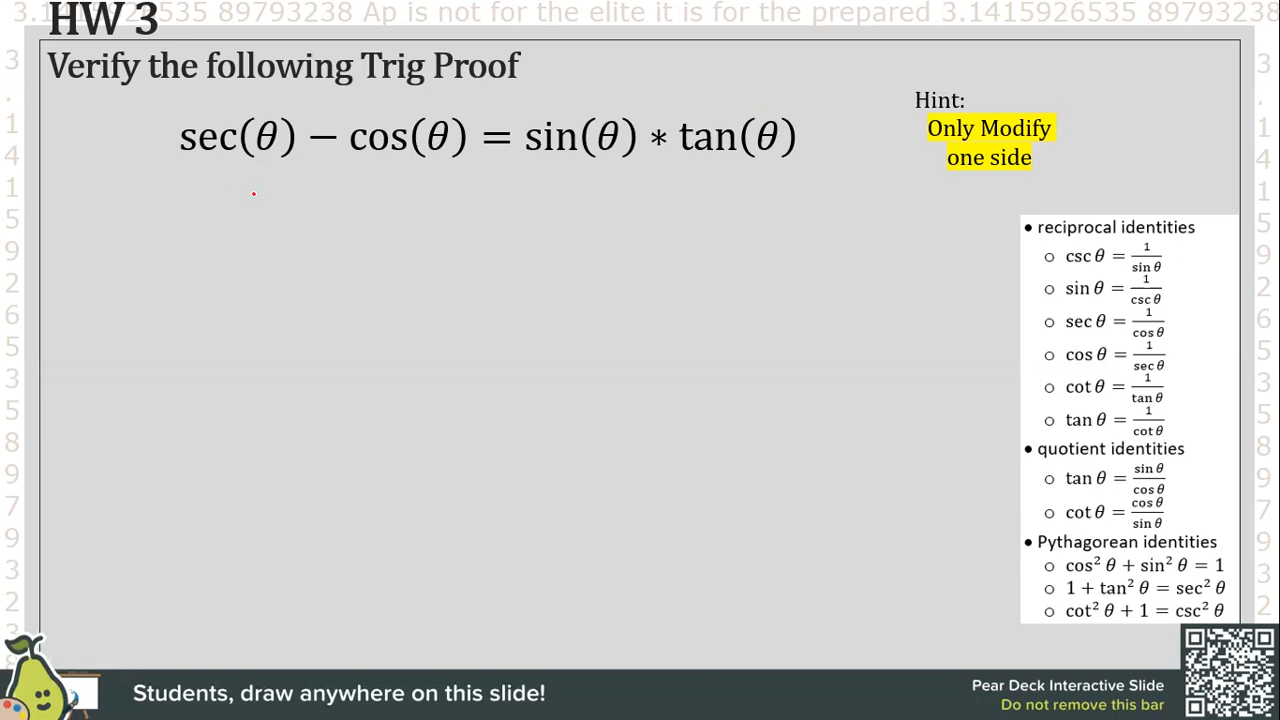 3.1415926535 89793238 Ap is not for the elite it is for the prepared 3.1415926535 89793238
HW 3
Verify the following Trig Proof
sec(θ) − cos(θ) = sin(θ) ∗ tan(θ)
Hint:
Only Modify
one side
• reciprocal identities
○ csc θ = 1/sin θ
○ sin θ = 1/csc θ
○ sec θ = 1/cos θ
○ cos θ = 1/sec θ
○ cot θ = 1/tan θ
○ tan θ = 1/cot θ
• quotient identities
○ tan θ = sin θ/cos θ
○ cot θ = cos θ/sin θ
• Pythagorean identities
○ cos² θ + sin² θ = 1
○ 1 + tan² θ = sec² θ
○ cot² θ + 1 = csc² θ
Students, draw anywhere on this slide!
Pear Deck Interactive Slide
Do not remove this bar